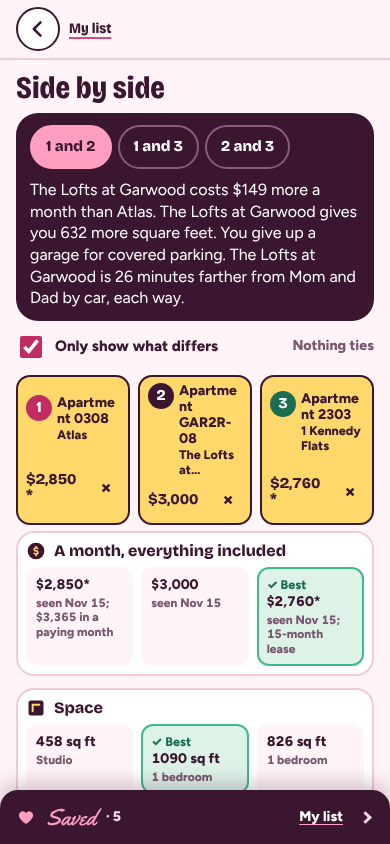 My list
Side by side
1 and 2
1 and 3
2 and 3
The Lofts at Garwood costs $149 more a
month than Atlas. The Lofts at Garwood gives
you 632 more square feet. You give up a
garage for covered parking. The Lofts at
Garwood is 26 minutes farther from Mom and
Dad by car, each way.
Only show what differs
Nothing ties
1
Apartme
nt 0308
Atlas
$2,850
*
×
2
Apartme
nt
GAR2R-
08
The Lofts
at...
$3,000
×
3
Apartme
nt 2303
1 Kennedy
Flats
$2,760
*
×
$ A month, everything included
$2,850*
seen Nov 15;
$3,365 in a
paying month
$3,000
seen Nov 15
✓ Best
$2,760*
seen Nov 15;
15-month
lease
Space
458 sq ft
Studio
✓ Best
1090 sq ft
1 bedroom
826 sq ft
1 bedroom
Saved · 5
My list